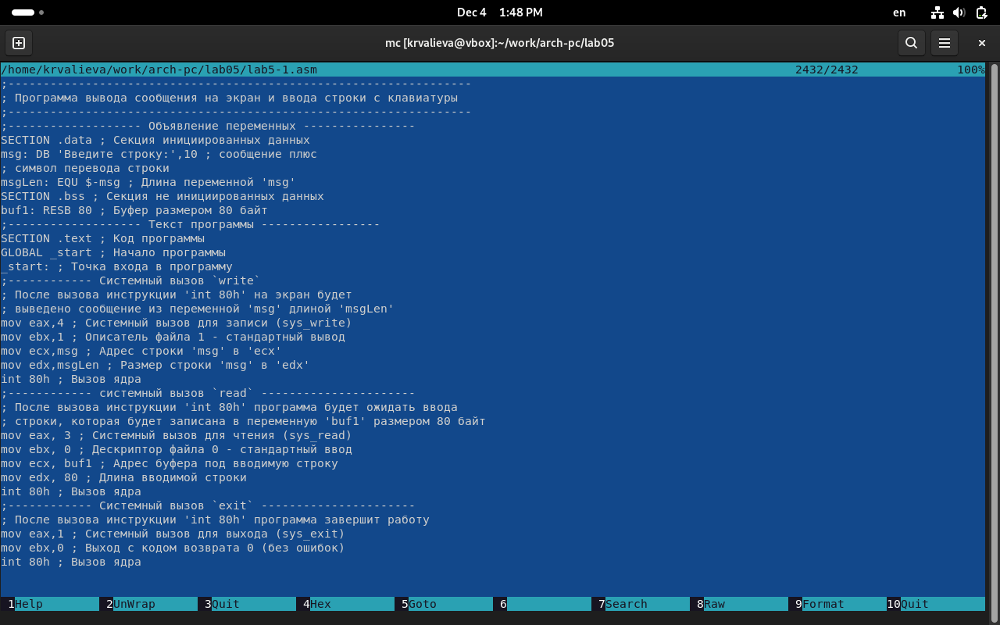 Dec 4 1:48 PM
en
mc [krvalieva@vbox]:~/work/arch-pc/lab05
/home/krvalieva/work/arch-pc/lab05/lab5-1.asm 2432/2432 100%
;------------------------------------------------------------------
; Программа вывода сообщения на экран и ввода строки с клавиатуры
;------------------------------------------------------------------
;------------------- Объявление переменных ----------------
SECTION .data ; Секция инициированных данных
msg: DB 'Введите строку:',10 ; сообщение плюс
; символ перевода строки
msgLen: EQU $-msg ; Длина переменной 'msg'
SECTION .bss ; Секция не инициированных данных
buf1: RESB 80 ; Буфер размером 80 байт
;------------------- Текст программы -----------------
SECTION .text ; Код программы
GLOBAL _start ; Начало программы
_start: ; Точка входа в программу
;------------ Системный вызов `write`
; После вызова инструкции 'int 80h' на экран будет
; выведено сообщение из переменной 'msg' длиной 'msgLen'
mov eax,4 ; Системный вызов для записи (sys_write)
mov ebx,1 ; Описатель файла 1 - стандартный вывод
mov ecx,msg ; Адрес строки 'msg' в 'ecx'
mov edx,msgLen ; Размер строки 'msg' в 'edx'
int 80h ; Вызов ядра
;------------ системный вызов `read` ----------------------
; После вызова инструкции 'int 80h' программа будет ожидать ввода
; строки, которая будет записана в переменную 'buf1' размером 80 байт
mov eax, 3 ; Системный вызов для чтения (sys_read)
mov ebx, 0 ; Дескриптор файла 0 - стандартный ввод
mov ecx, buf1 ; Адрес буфера под вводимую строку
mov edx, 80 ; Длина вводимой строки
int 80h ; Вызов ядра
;------------ Системный вызов `exit` ----------------------
; После вызова инструкции 'int 80h' программа завершит работу
mov eax,1 ; Системный вызов для выхода (sys_exit)
mov ebx,0 ; Выход с кодом возврата 0 (без ошибок)
int 80h ; Вызов ядра
1Help 2UnWrap 3Quit 4Hex 5Goto 6 7Search 8Raw 9Format 10Quit